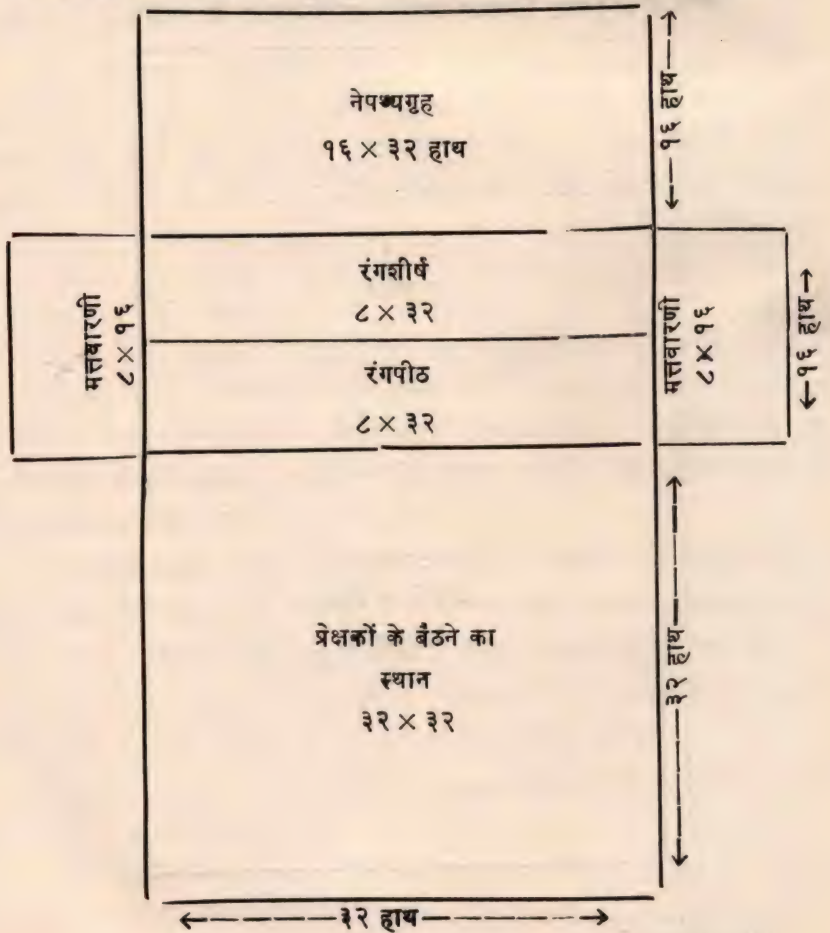 नेपथ्यगृह
१६ × ३२ हाथ
१६ हाथ
रंगशीर्ष
८ × ३२
रंगपीठ
८ × ३२
मत्तवारणी
८ × १६
मत्तवारणी
८ × १६
१६ हाथ
प्रेक्षकों के बैठने का
स्थान
३२ × ३२
३२ हाथ
३२ हाथ